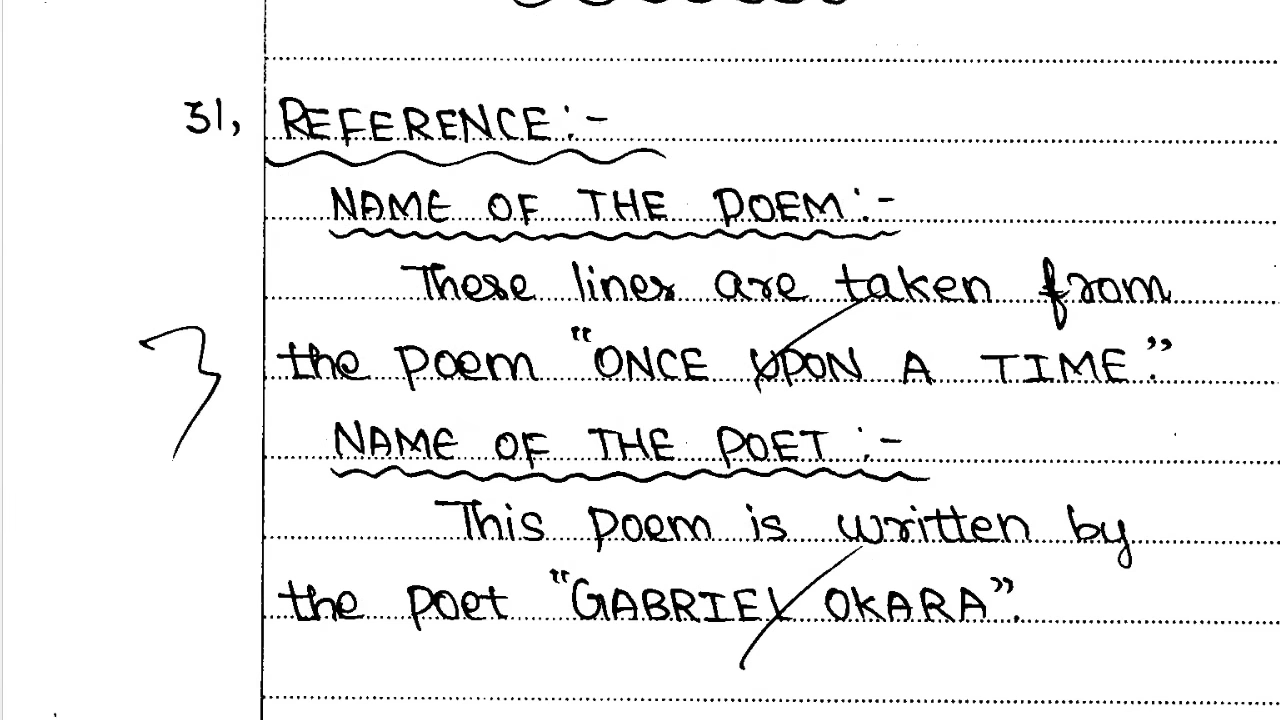 31, REFERENCE:-
NAME OF THE POEM:-
These lines are taken from
the poem "ONCE UPON A TIME."
NAME OF THE POET:-
This poem is written by
the poet "GABRIEL OKARA".
3